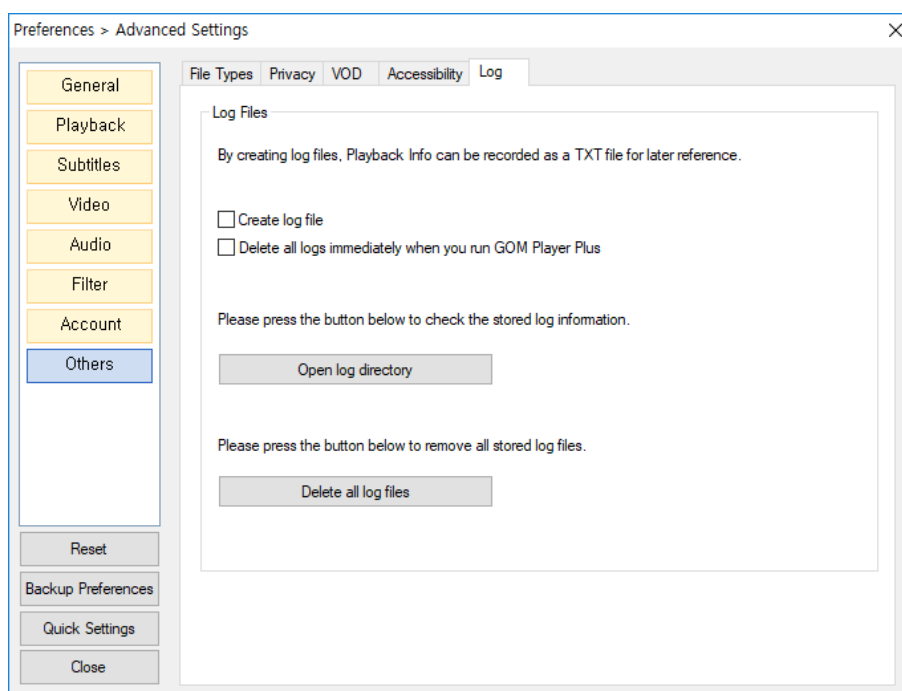 Preferences > Advanced Settings
General
Playback
Subtitles
Video
Audio
Filter
Account
Others
Reset
Backup Preferences
Quick Settings
Close
File Types Privacy VOD Accessibility Log
Log Files
By creating log files, Playback Info can be recorded as a TXT file for later reference.
Create log file
Delete all logs immediately when you run GOM Player Plus
Please press the button below to check the stored log information.
Open log directory
Please press the button below to remove all stored log files.
Delete all log files